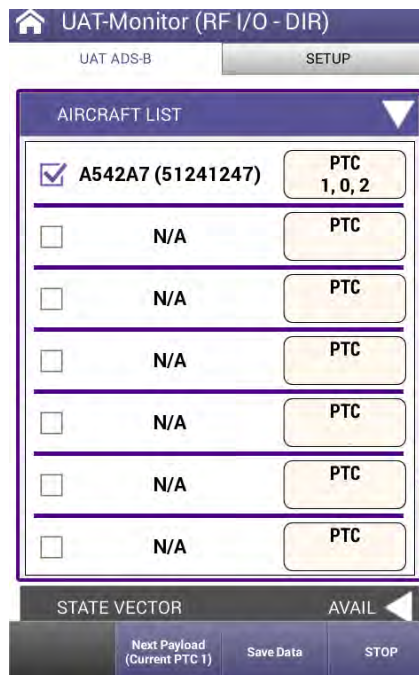 UAT-Monitor (RF I/O - DIR)
UAT ADS-B
SETUP
AIRCRAFT LIST
A542A7 (51241247)
PTC
1, 0, 2
N/A
PTC
N/A
PTC
N/A
PTC
N/A
PTC
N/A
PTC
N/A
PTC
STATE VECTOR
AVAIL
Next Payload
(Current PTC 1)
Save Data
STOP